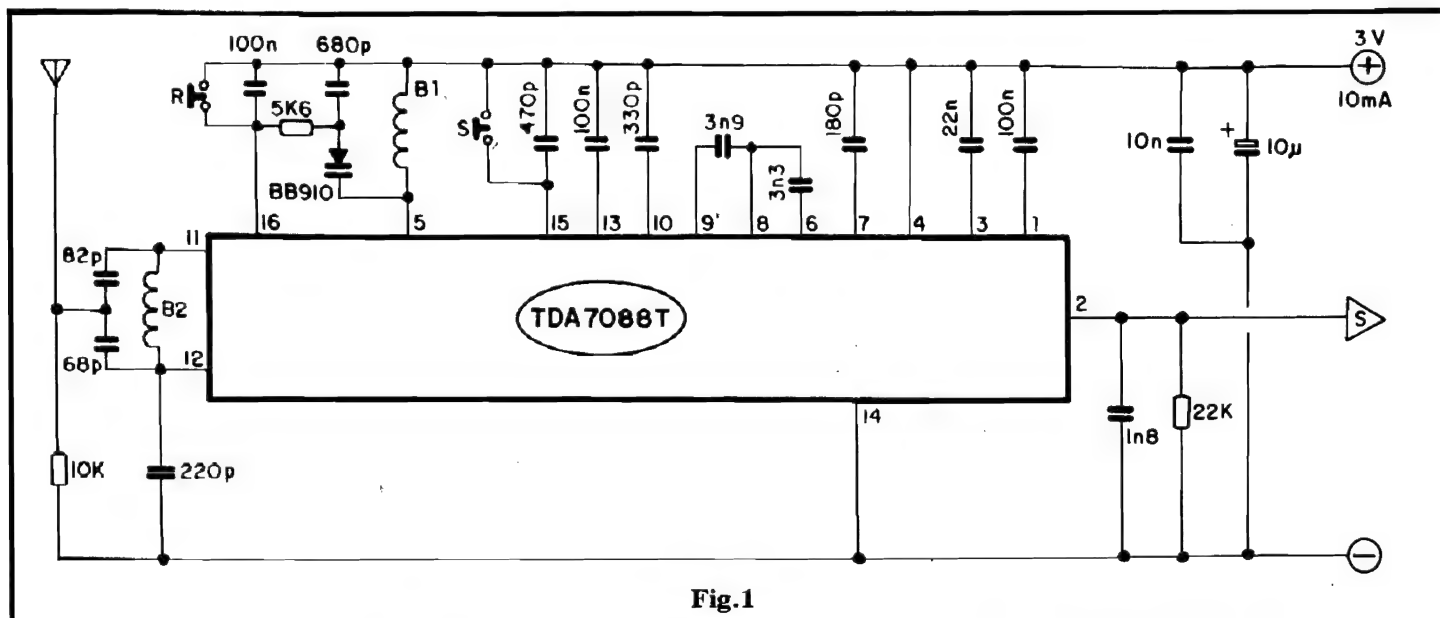 100n
680p
3V
+
10mA
R
5K6
B1
S
470p
100n
330p
3n9
3n3
180p
22n
100n
10n
+
10µ
BB910
16
5
15
13
10
9'
8
6
7
4
3
1
11
82p
B2
68p
12
TDA7088T
2
S
14
10K
220p
1n8
22K
−
Fig.1